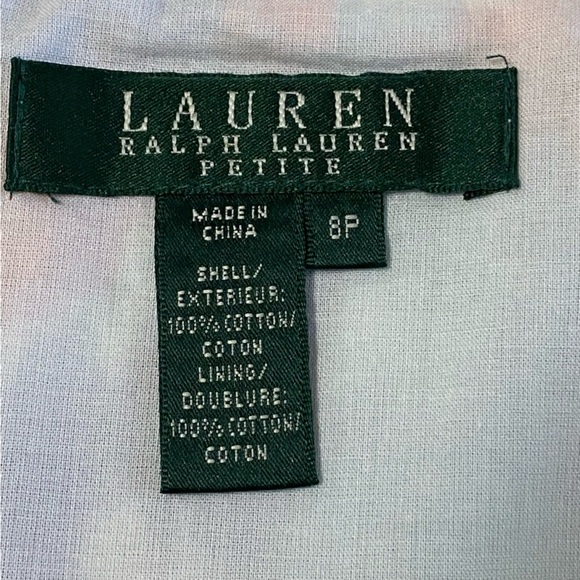 LAUREN
RALPH LAUREN
PETITE
MADE IN
CHINA
8P
SHELL/
EXTERIEUR:
100% COTTON/
COTON
LINING/
DOUBLURE:
100% COTTON/
COTON